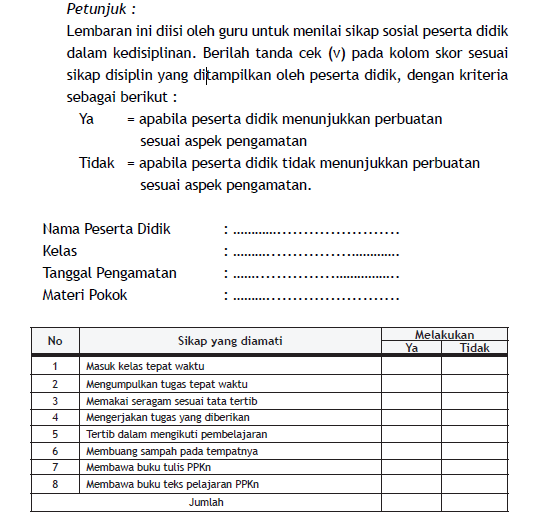 Petunjuk :
Lembaran ini diisi oleh guru untuk menilai sikap sosial peserta didik
dalam kedisiplinan. Berilah tanda cek (v) pada kolom skor sesuai
sikap disiplin yang ditampilkan oleh peserta didik, dengan kriteria
sebagai berikut :
Ya = apabila peserta didik menunjukkan perbuatan
sesuai aspek pengamatan
Tidak = apabila peserta didik tidak menunjukkan perbuatan
sesuai aspek pengamatan.
Nama Peserta Didik : ..................................
Kelas : ..................................
Tanggal Pengamatan : ..................................
Materi Pokok : ..................................
No Sikap yang diamati Melakukan
Ya Tidak
1 Masuk kelas tepat waktu
2 Mengumpulkan tugas tepat waktu
3 Memakai seragam sesuai tata tertib
4 Mengerjakan tugas yang diberikan
5 Tertib dalam mengikuti pembelajaran
6 Membuang sampah pada tempatnya
7 Membawa buku tulis PPKn
8 Membawa buku teks pelajaran PPKn
Jumlah